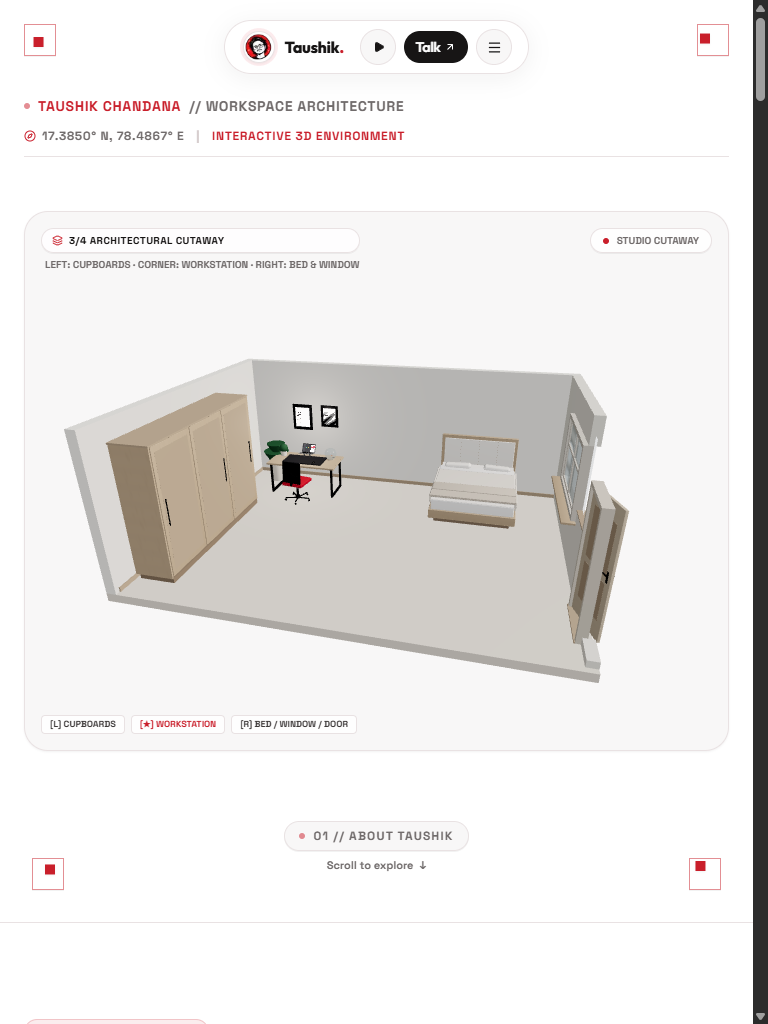 Taushik.
Talk
TAUSHIK CHANDANA // WORKSPACE ARCHITECTURE
17.3850° N, 78.4867° E | INTERACTIVE 3D ENVIRONMENT
3/4 ARCHITECTURAL CUTAWAY
STUDIO CUTAWAY
LEFT: CUPBOARDS · CORNER: WORKSTATION · RIGHT: BED & WINDOW
[L] CUPBOARDS
[★] WORKSTATION
[R] BED / WINDOW / DOOR
01 // ABOUT TAUSHIK
Scroll to explore ↓